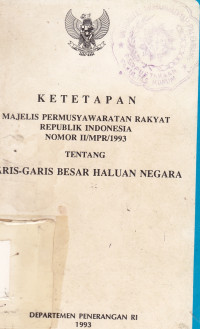 KETETAPAN
MAJELIS PERMUSYAWARATAN RAKYAT
REPUBLIK INDONESIA
NOMOR II/MPR/1993
TENTANG
ARIS-GARIS BESAR HALUAN NEGARA
DEPARTEMEN PENERANGAN RI
1993